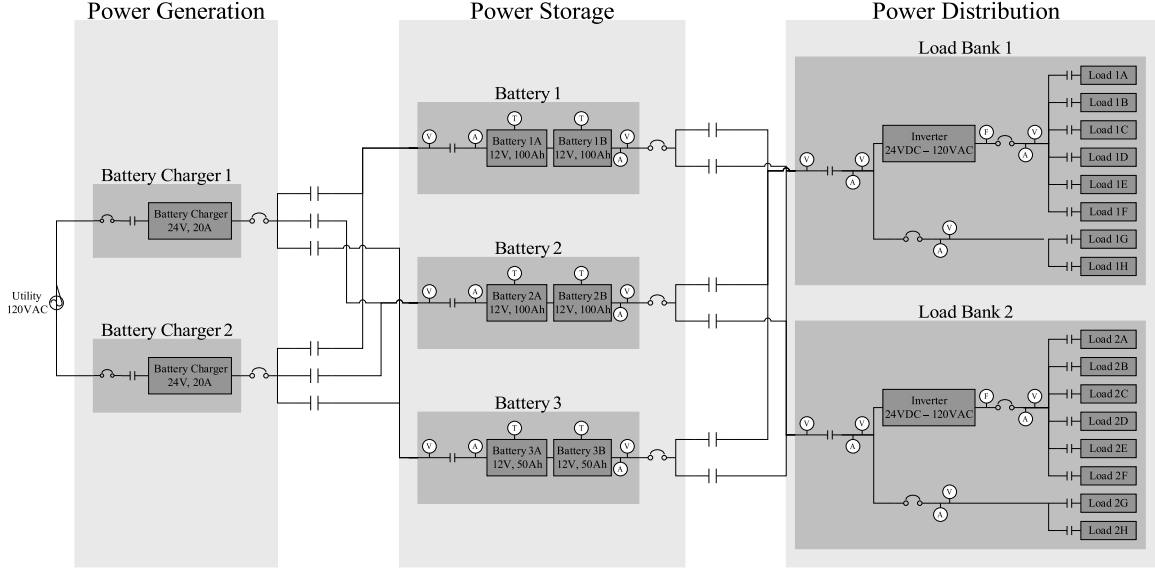 Power Generation
Power Storage
Power Distribution
Utility
120VAC
Battery Charger 1
Battery Charger
24V, 20A
Battery Charger 2
Battery Charger
24V, 20A
Battery 1
V
A
T
Battery 1A
12V, 100Ah
T
Battery 1B
12V, 100Ah
V
A
Battery 2
V
A
T
Battery 2A
12V, 100Ah
T
Battery 2B
12V, 100Ah
V
A
Battery 3
V
A
T
Battery 3A
12V, 50Ah
T
Battery 3B
12V, 50Ah
V
A
Load Bank 1
V
V
A
Inverter
24VDC – 120VAC
F
V
A
V
A
Load 1A
Load 1B
Load 1C
Load 1D
Load 1E
Load 1F
Load 1G
Load 1H
Load Bank 2
V
V
A
Inverter
24VDC – 120VAC
F
V
A
V
A
Load 2A
Load 2B
Load 2C
Load 2D
Load 2E
Load 2F
Load 2G
Load 2H